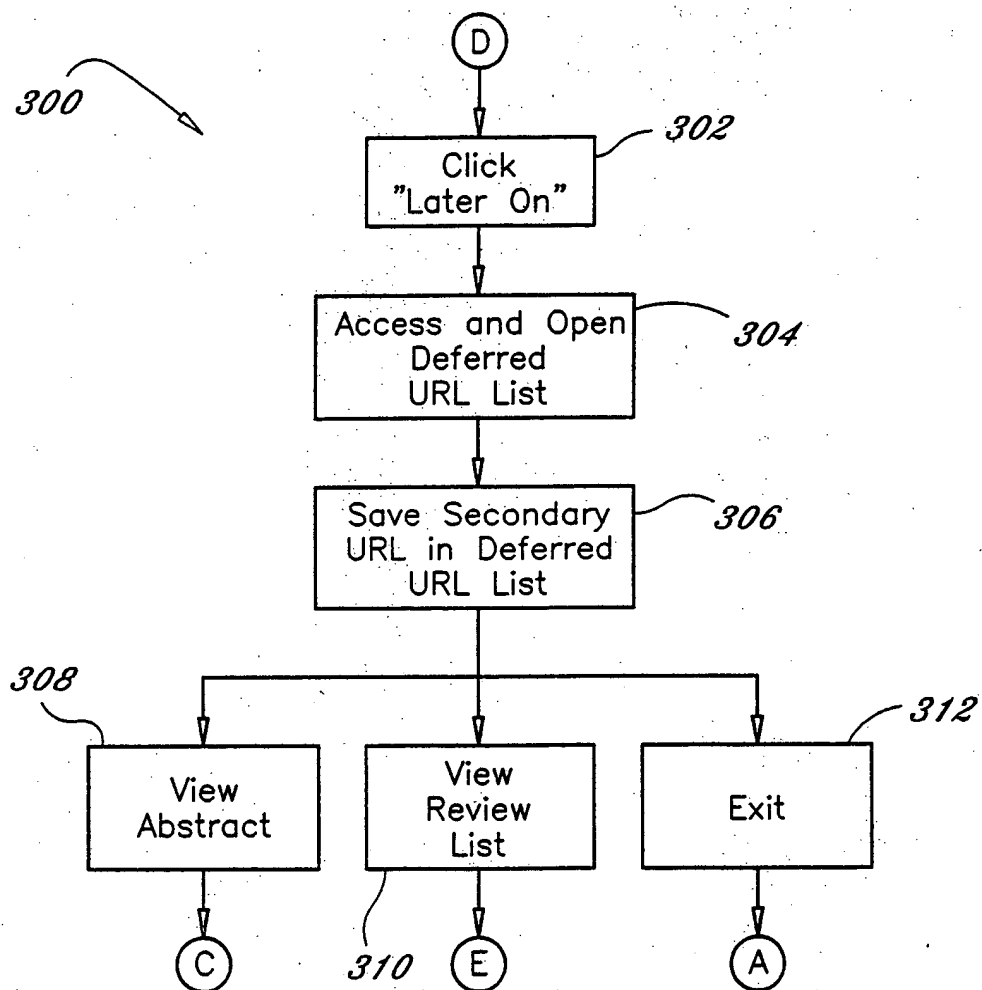 D
300
302
Click
"Later On"
Access and Open
Deferred
URL List
304
Save Secondary
URL in Deferred
URL List
306
308
312
View
Abstract
View
Review
List
Exit
310
C
E
A